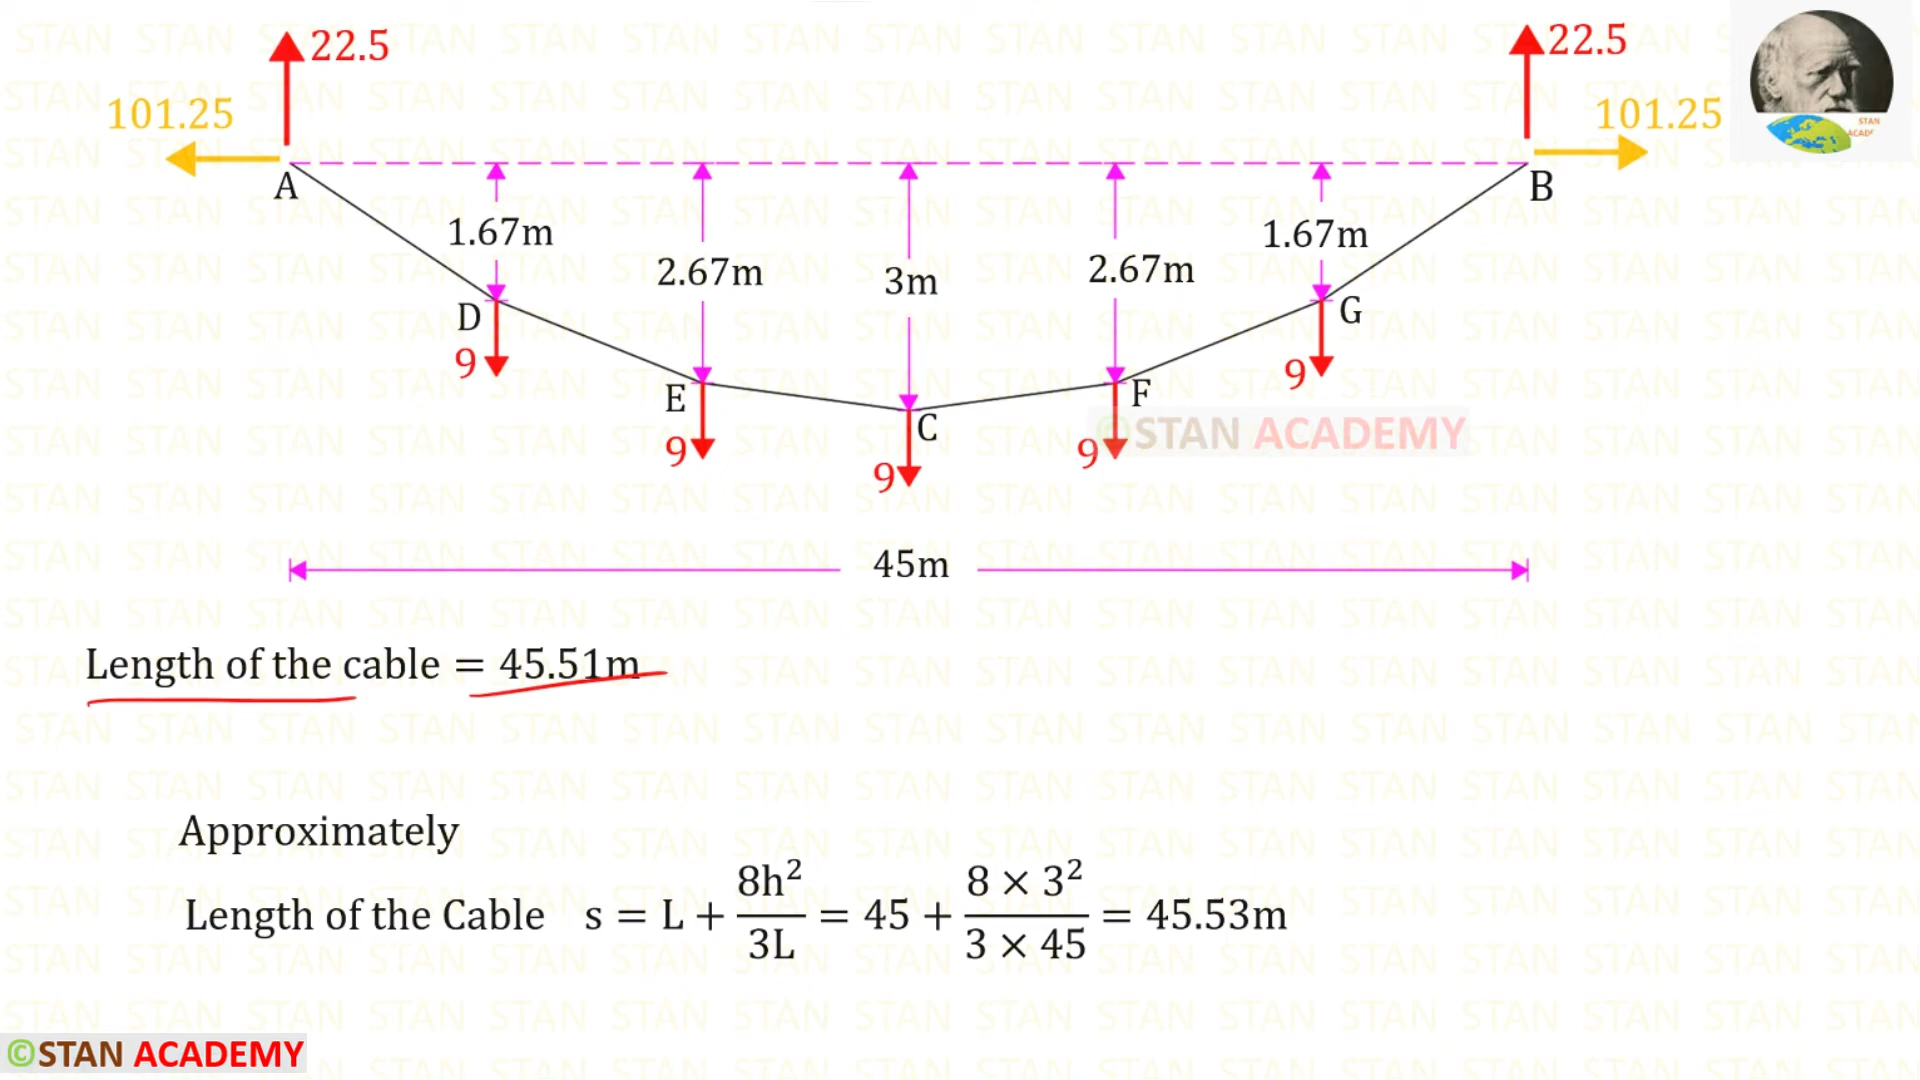 22.5
22.5
101.25
101.25
STAN
ACADEMY
A
B
1.67m
2.67m
3m
2.67m
1.67m
D
G
9
9
E
F
C
9
9
9
©STAN ACADEMY
45m
Length of the cable = 45.51m
Approximately
Length of the Cable s = L + 8h²/3L = 45 + 8 × 3²/3 × 45 = 45.53m
©STAN ACADEMY